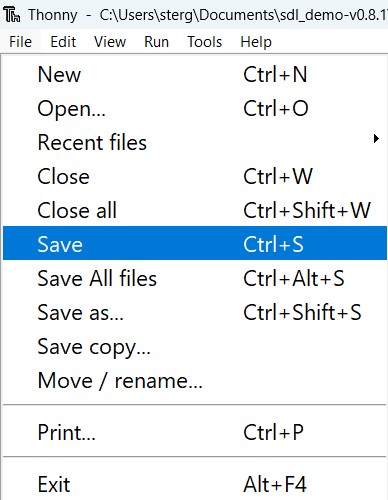 Thonny - C:\Users\sterg\Documents\sdl_demo-v0.8.1
File Edit View Run Tools Help
New Ctrl+N
Open... Ctrl+O
Recent files
Close Ctrl+W
Close all Ctrl+Shift+W
Save Ctrl+S
Save All files Ctrl+Alt+S
Save as... Ctrl+Shift+S
Save copy...
Move / rename...
Print... Ctrl+P
Exit Alt+F4